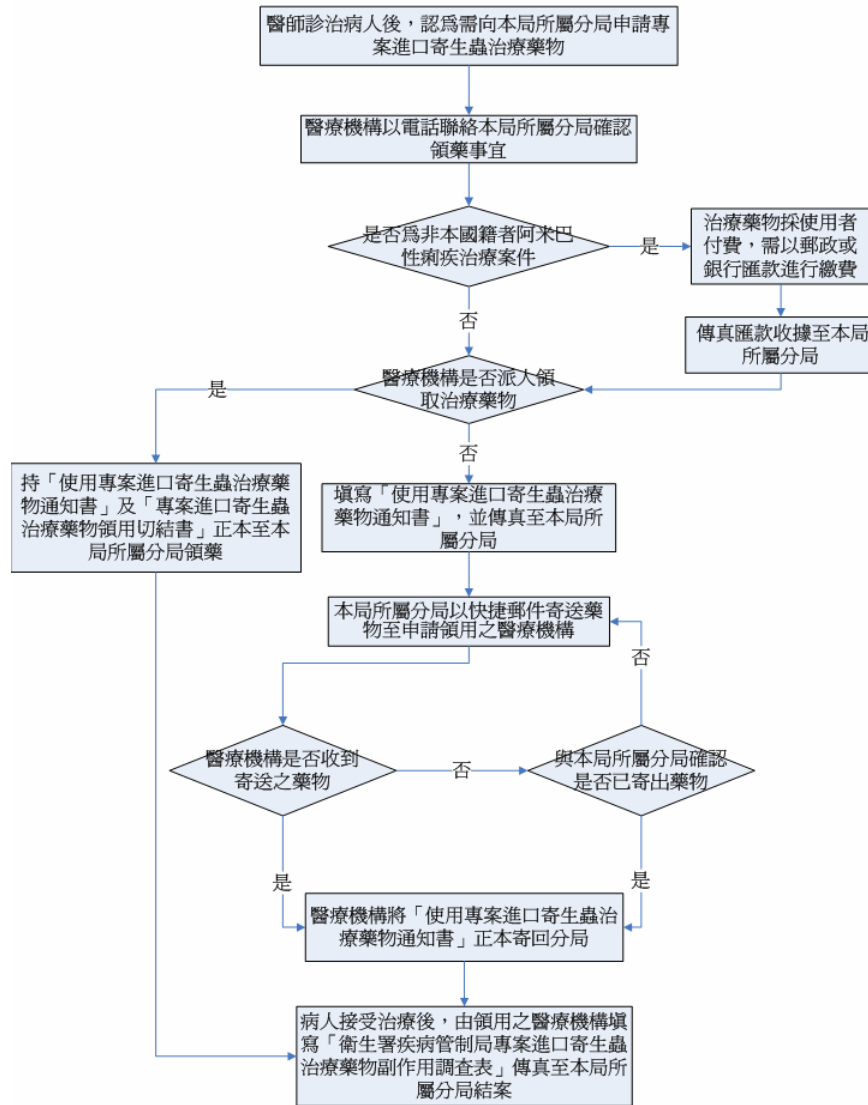 醫師診治病人後，認爲需向本局所屬分局申請專
案進口寄生蟲治療藥物
醫療機構以電話聯絡本局所屬分局確認
領藥事宜
是否爲非本國籍者阿米巴
性痢疾治療案件
是
治療藥物採使用者
付費，需以郵政或
銀行匯款進行繳費
否
傳真匯款收據至本局
所屬分局
醫療機構是否派人領
取治療藥物
是
否
持「使用專案進口寄生蟲治療藥
物通知書」及「專案進口寄生蟲
治療藥物領用切結書」正本至本
局所屬分局領藥
填寫「使用專案進口寄生蟲治療
藥物通知書」，並傳真至本局所
屬分局
本局所屬分局以快捷郵件寄送藥
物至申請領用之醫療機構
否
醫療機構是否收到
寄送之藥物
否
與本局所屬分局確認
是否已寄出藥物
是
是
醫療機構將「使用專案進口寄生蟲治
療藥物通知書」正本寄回分局
病人接受治療後，由領用之醫療機構填
寫「衛生署疾病管制局專案進口寄生蟲
治療藥物副作用調查表」傳真至本局所
屬分局結案